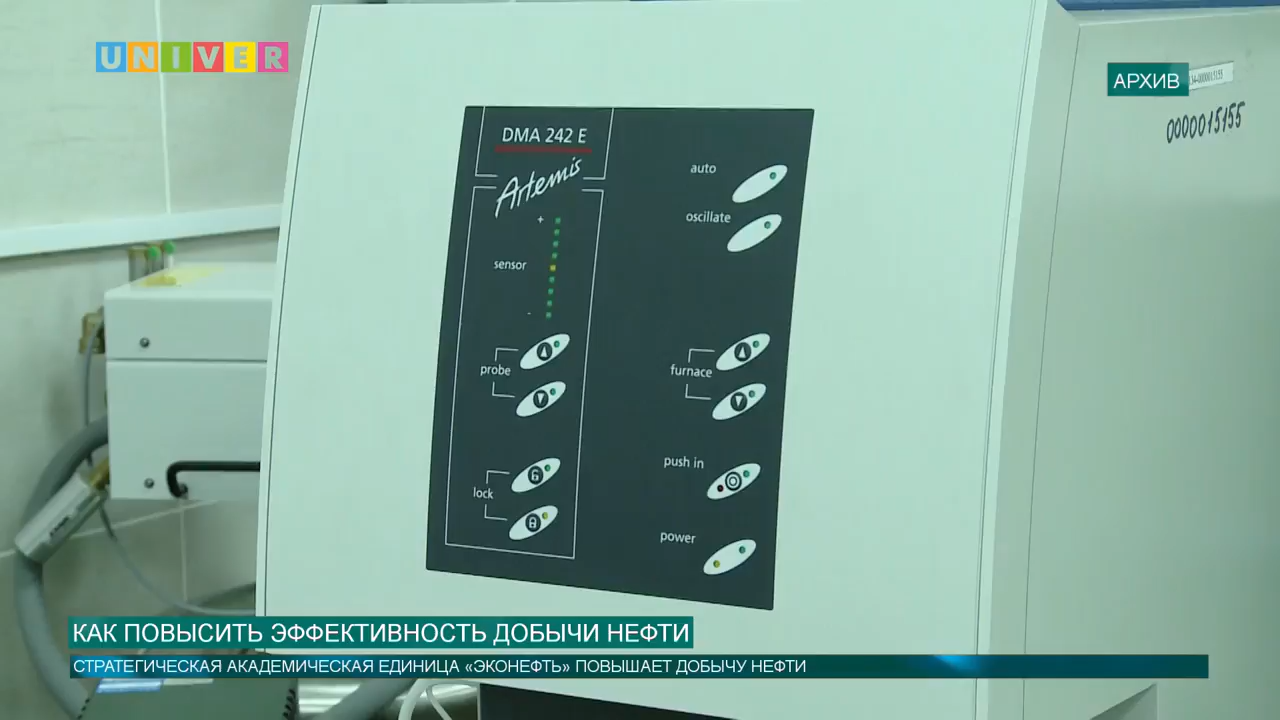 UNIVER
АРХИВ
0000015155
DMA 242 E
Artemis
auto
oscillate
+
sensor
-
probe
furnace
lock
push in
power
КАК ПОВЫСИТЬ ЭФФЕКТИВНОСТЬ ДОБЫЧИ НЕФТИ
СТРАТЕГИЧЕСКАЯ АКАДЕМИЧЕСКАЯ ЕДИНИЦА «ЭКОНЕФТЬ» ПОВЫШАЕТ ДОБЫЧУ НЕФТИ